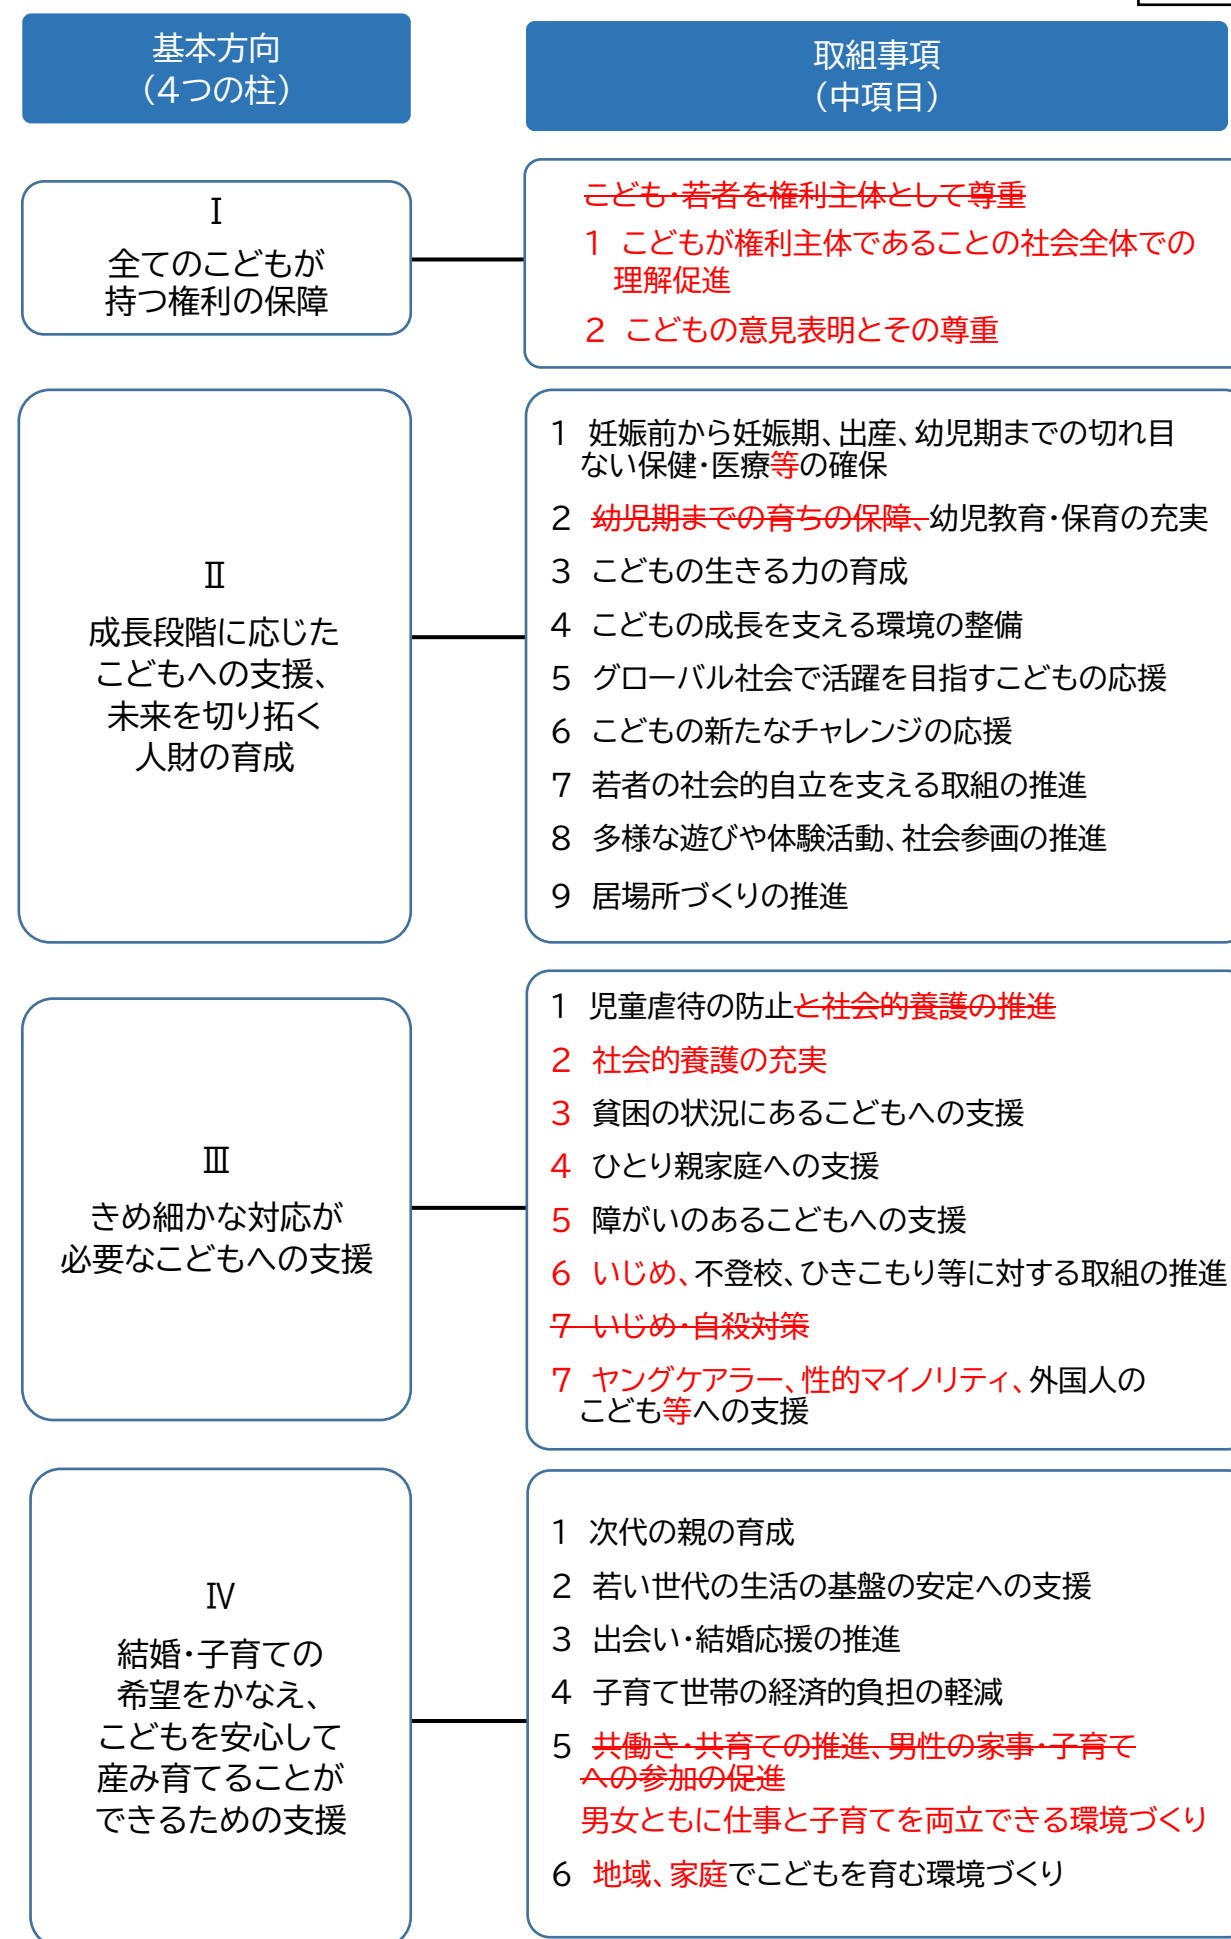 基本方向
（4つの柱）
取組事項
（中項目）
Ⅰ
全てのこどもが
持つ権利の保障
こども・若者を権利主体として尊重
1 こどもが権利主体であることの社会全体での
理解促進
2 こどもの意見表明とその尊重
Ⅱ
成長段階に応じた
こどもへの支援、
未来を切り拓く
人財の育成
1 妊娠前から妊娠期、出産、幼児期までの切れ目
ない保健・医療等の確保
2 幼児期までの育ちの保障、幼児教育・保育の充実
3 こどもの生きる力の育成
4 こどもの成長を支える環境の整備
5 グローバル社会で活躍を目指すこどもの応援
6 こどもの新たなチャレンジの応援
7 若者の社会的自立を支える取組の推進
8 多様な遊びや体験活動、社会参画の推進
9 居場所づくりの推進
Ⅲ
きめ細かな対応が
必要なこどもへの支援
1 児童虐待の防止と社会的養護の推進
2 社会的養護の充実
3 貧困の状況にあるこどもへの支援
4 ひとり親家庭への支援
5 障がいのあるこどもへの支援
6 いじめ、不登校、ひきこもり等に対する取組の推進
7 いじめ・自殺対策
7 ヤングケアラー、性的マイノリティ、外国人の
こども等への支援
Ⅳ
結婚・子育ての
希望をかなえ、
こどもを安心して
産み育てることが
できるための支援
1 次代の親の育成
2 若い世代の生活の基盤の安定への支援
3 出会い・結婚応援の推進
4 子育て世帯の経済的負担の軽減
5 共働き・共育ての推進、男性の家事・子育て
への参加の促進
男女ともに仕事と子育てを両立できる環境づくり
6 地域、家庭でこどもを育む環境づくり